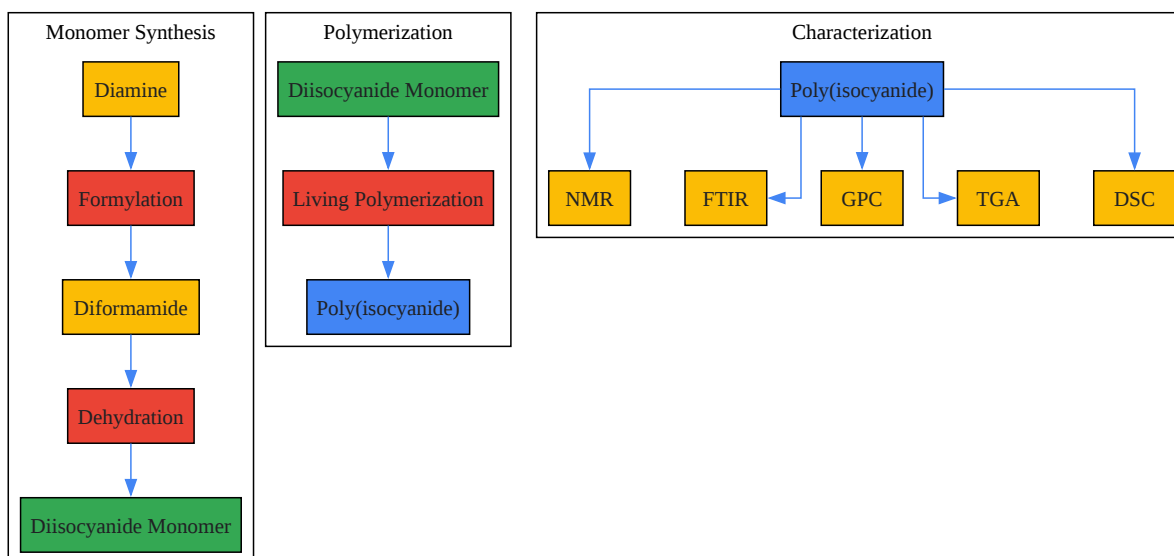 Monomer Synthesis
Diamine
Formylation
Diformamide
Dehydration
Diisocyanide Monomer
Polymerization
Diisocyanide Monomer
Living Polymerization
Poly(isocyanide)
Characterization
Poly(isocyanide)
NMR
FTIR
GPC
TGA
DSC